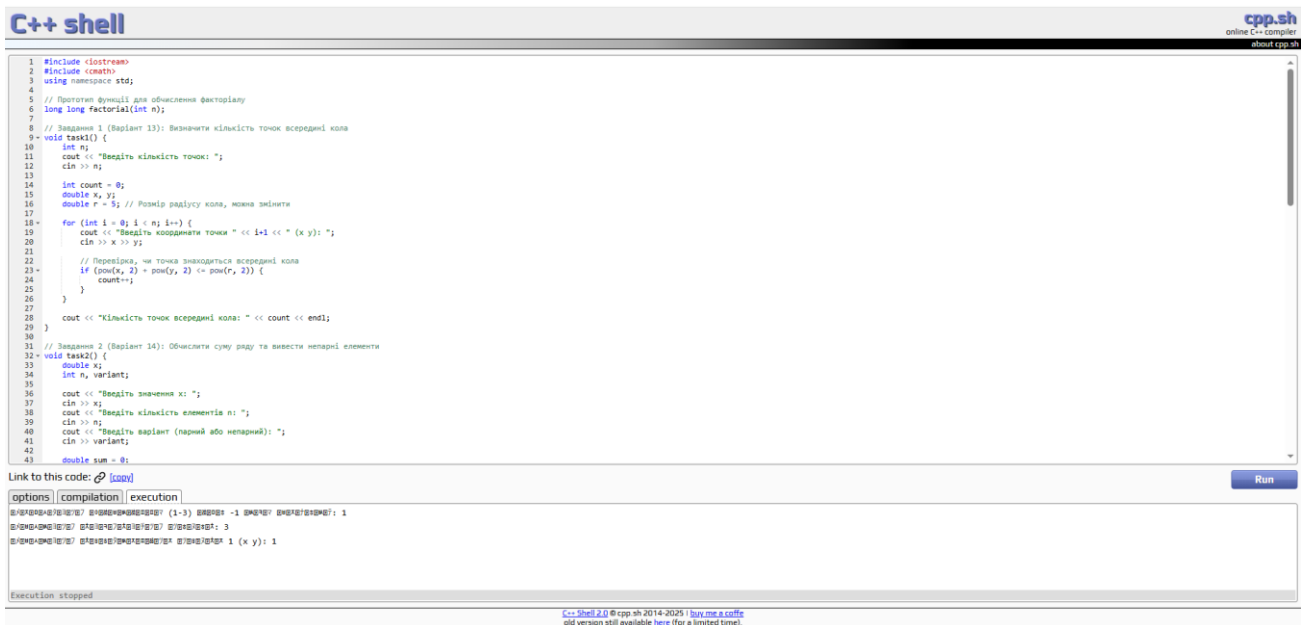 C++ shell
cpp.sh
online C++ compiler
about cpp.sh
1 #include <iostream>
2 #include <cmath>
3 using namespace std;
4
5 // Прототип функції для обчислення факторіалу
6 long long factorial(int n);
7
8 // Завдання 1 (Варіант 13): Визначити кількість точок всередині кола
9 void task1() {
10 int n;
11 cout << "Введіть кількість точок: ";
12 cin >> n;
13
14 int count = 0;
15 double x, y;
16 double r = 5; // Розмір радіусу кола, можна змінити
17
18 for (int i = 0; i < n; i++) {
19 cout << "Введіть координати точки " << i+1 << " (x y): ";
20 cin >> x >> y;
21
22 // Перевірка, чи точка знаходиться всередині кола
23 if (pow(x, 2) + pow(y, 2) <= pow(r, 2)) {
24 count++;
25 }
26 }
27
28 cout << "Кількість точок всередині кола: " << count << endl;
29 }
30
31 // Завдання 2 (Варіант 14): Обчислити суму ряду та вивести непарні елементи
32 void task2() {
33 double x;
34 int n, variant;
35
36 cout << "Введіть значення x: ";
37 cin >> x;
38 cout << "Введіть кількість елементів n: ";
39 cin >> n;
40 cout << "Введіть варіант (парний або непарний): ";
41 cin >> variant;
42
43 double sum = 0;
Link to this code: [copy]
Run
options compilation execution
(1-3) -1 : 1
: 3
1 (x y): 1
Execution stopped
C++ Shell 2.0 © cpp.sh 2014-2025 | buy me a coffe
old version still available here (for a limited time).